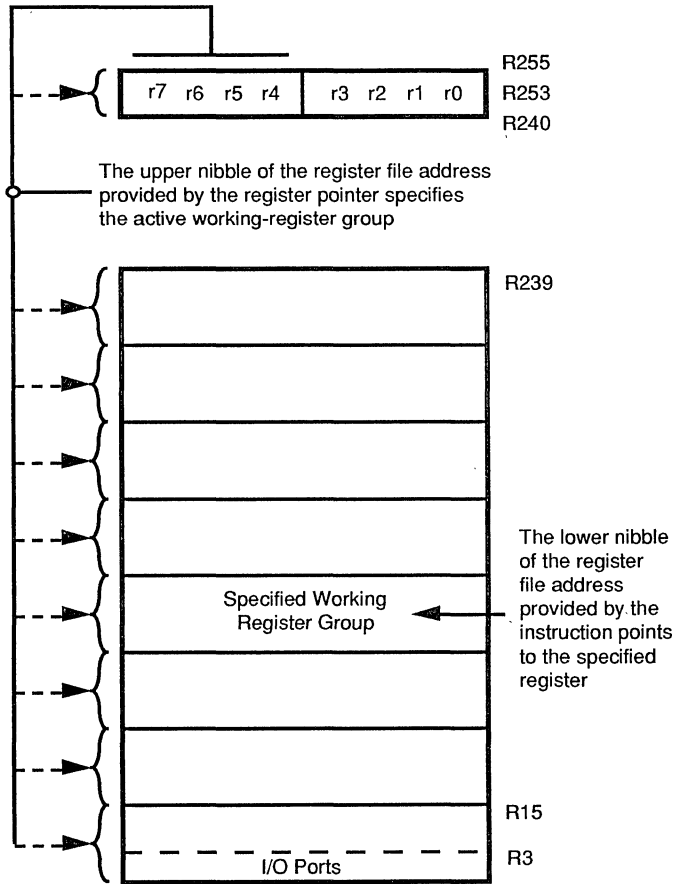 R255
r7 r6 r5 r4 r3 r2 r1 r0
R253
R240
The upper nibble of the register file address
provided by the register pointer specifies
the active working-register group
R239
The lower nibble
of the register
file address
provided by the
instruction points
to the specified
register
Specified Working
Register Group
R15
R3
I/O Ports